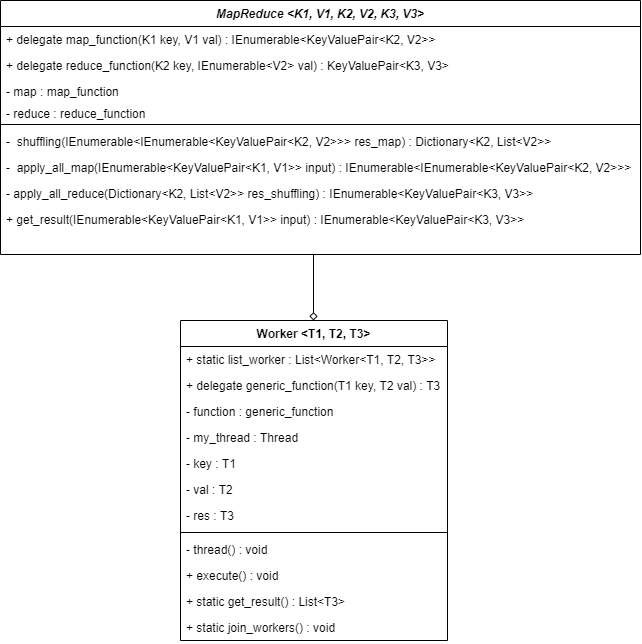 MapReduce <K1, V1, K2, V2, K3, V3>
+ delegate map_function(K1 key, V1 val) : IEnumerable<KeyValuePair<K2, V2>>
+ delegate reduce_function(K2 key, IEnumerable<V2> val) : KeyValuePair<K3, V3>
- map : map_function
- reduce : reduce_function
- shuffling(IEnumerable<IEnumerable<KeyValuePair<K2, V2>>> res_map) : Dictionary<K2, List<V2>>
- apply_all_map(IEnumerable<KeyValuePair<K1, V1>> input) : IEnumerable<IEnumerable<KeyValuePair<K2, V2>>>
- apply_all_reduce(Dictionary<K2, List<V2>> res_shuffling) : IEnumerable<KeyValuePair<K3, V3>>
+ get_result(IEnumerable<KeyValuePair<K1, V1>> input) : IEnumerable<KeyValuePair<K3, V3>>
Worker <T1, T2, T3>
+ static list_worker : List<Worker<T1, T2, T3>>
+ delegate generic_function(T1 key, T2 val) : T3
- function : generic_function
- my_thread : Thread
- key : T1
- val : T2
- res : T3
- thread() : void
+ execute() : void
+ static get_result() : List<T3>
+ static join_workers() : void